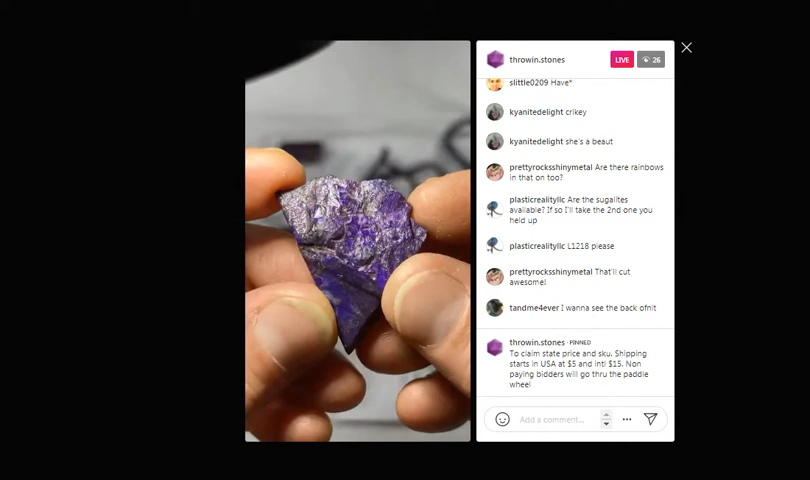 throwin.stones LIVE 26
slittle0209 Have*
kyanitedelight crikey
kyanitedelight she's a beaut
prettyrocksshinymetal Are there rainbows
in that on too?
plasticrealityllc Are the sugalites
available? If so I'll take the 2nd one you
held up
plasticrealityllc L1218 please
prettyrocksshinymetal That'll cut
awesome!
tandme4ever I wanna see the back ofnit
throwin.stones · PINNED
To claim state price and sku. Shipping
starts in USA at $5 and intl $15. Non
paying bidders will go thru the paddle
wheel
Add a comment...